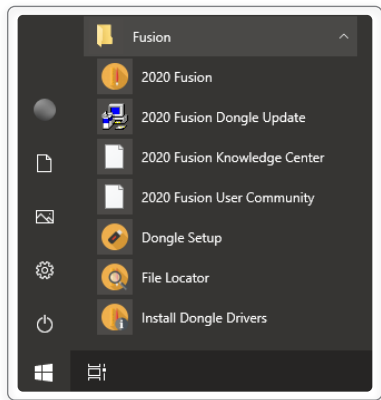 Fusion
2020 Fusion
2020 Fusion Dongle Update
2020 Fusion Knowledge Center
2020 Fusion User Community
Dongle Setup
File Locator
Install Dongle Drivers